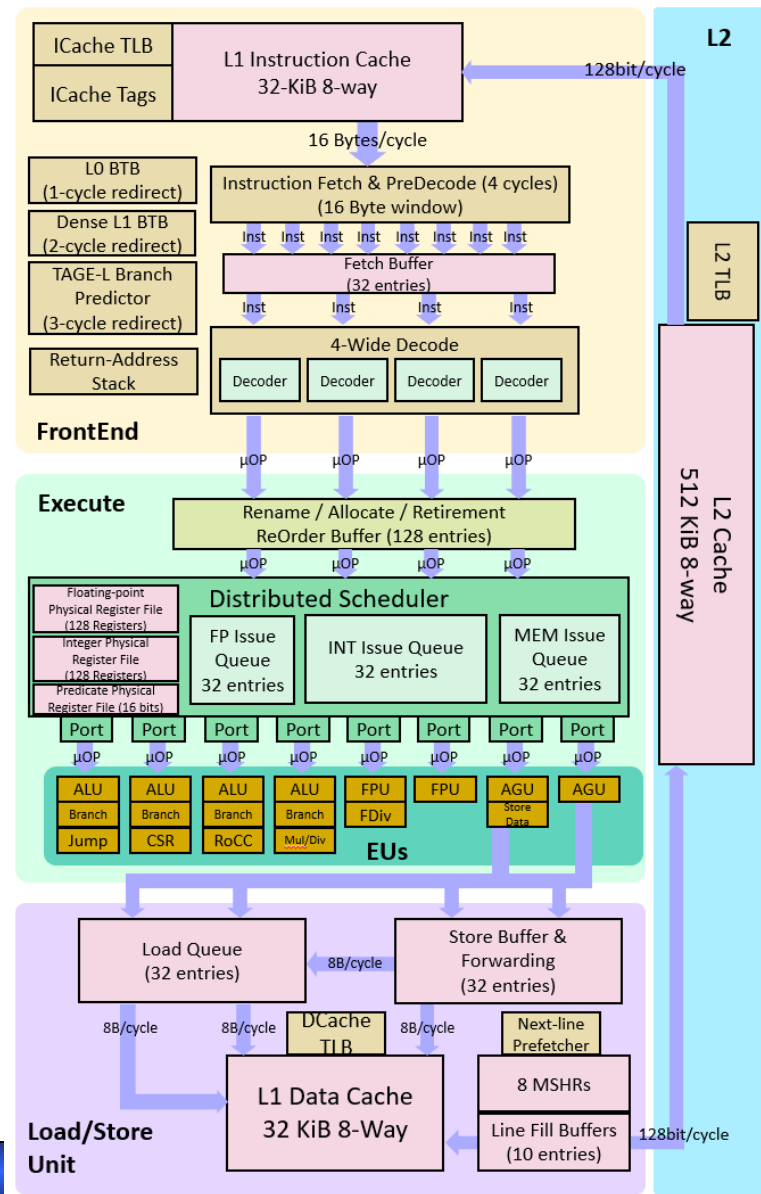 ICache TLB
ICache Tags
L1 Instruction Cache
32-KiB 8-way
128bit/cycle
L2
16 Bytes/cycle
L0 BTB
(1-cycle redirect)
Dense L1 BTB
(2-cycle redirect)
TAGE-L Branch
Predictor
(3-cycle redirect)
Return-Address
Stack
Instruction Fetch & PreDecode (4 cycles)
(16 Byte window)
Inst Inst Inst Inst Inst Inst Inst Inst
Fetch Buffer
(32 entries)
Inst Inst Inst Inst
4-Wide Decode
Decoder Decoder Decoder Decoder
FrontEnd
μOP μOP μOP μOP
L2 TLB
L2 Cache
512 KiB 8-way
Execute
Rename / Allocate / Retirement
ReOrder Buffer (128 entries)
μOP μOP μOP μOP
Floating-point
Physical Register File
(128 Registers)
Integer Physical
Register File
(128 Registers)
Predicate Physical
Register File (16 bits)
Distributed Scheduler
FP Issue
Queue
32 entries
INT Issue Queue
32 entries
MEM Issue
Queue
32 entries
Port Port Port Port Port Port Port Port
μOP μOP μOP μOP μOP μOP μOP μOP
ALU ALU ALU ALU FPU FPU AGU AGU
Branch Branch Branch Branch FDiv Store
Data
Jump CSR RoCC Mul/Div
EUs
Load Queue
(32 entries)
8B/cycle
Store Buffer &
Forwarding
(32 entries)
8B/cycle 8B/cycle 8B/cycle
DCache
TLB
Next-line
Prefetcher
L1 Data Cache
32 KiB 8-Way
8 MSHRs
Line Fill Buffers
(10 entries)
128bit/cycle
Load/Store
Unit